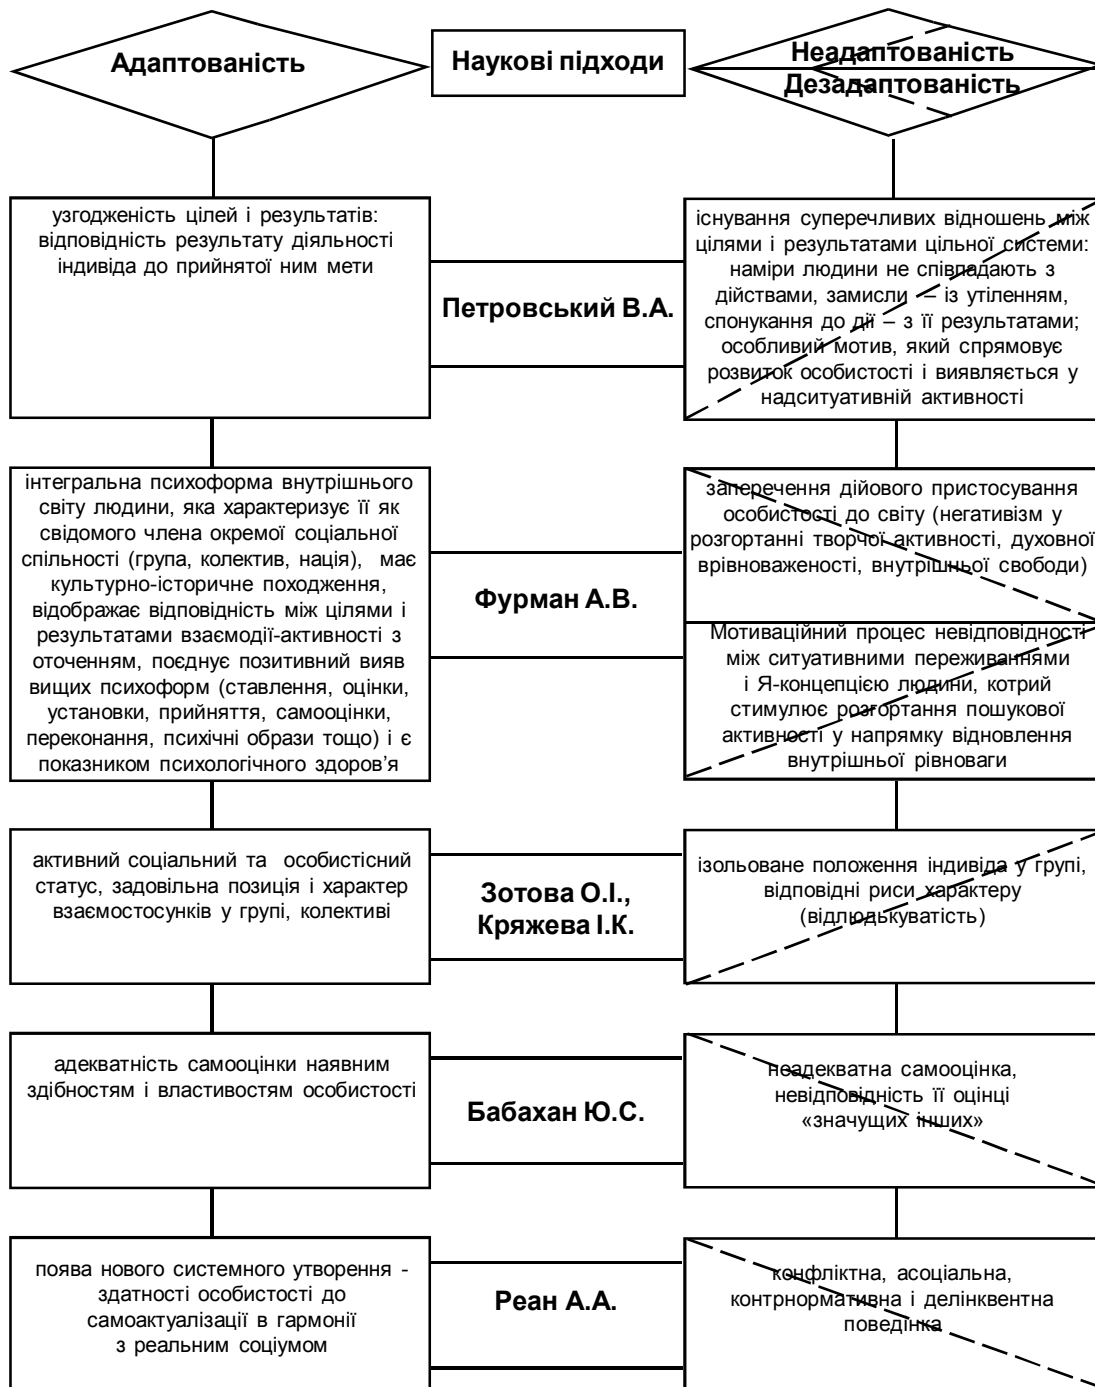 Адаптованість
Наукові підходи
Неадаптованість
Дезадаптованість
узгодженість цілей і результатів:
відповідність результату діяльності
індивіда до прийнятої ним мети
Петровський В.А.
існування суперечливих відношень між
цілями і результатами цільної системи:
наміри людини не співпадають з
дійствами, замисли – із утіленням,
спонукання до дії – з її результатами;
особливий мотив, який спрямовує
розвиток особистості і виявляється у
надситуативній активності
інтегральна психоформа внутрішнього
світу людини, яка характеризує її як
свідомого члена окремої соціальної
спільності (група, колектив, нація), має
культурно-історичне походження,
відображає відповідність між цілями і
результатами взаємодії-активності з
оточенням, поєднує позитивний вияв
вищих психоформ (ставлення, оцінки,
установки, прийняття, самооцінки,
переконання, психічні образи тощо) і є
показником психологічного здоров’я
Фурман А.В.
заперечення дійового пристосування
особистості до світу (негативізм у
розгортанні творчої активності, духовної
врівноваженості, внутрішньої свободи)
Мотиваційний процес невідповідності
між ситуативними переживаннями
і Я-концепцією людини, котрий
стимулює розгортання пошукової
активності у напрямку відновлення
внутрішньої рівноваги
активний соціальний та особистісний
статус, задовільна позиція і характер
взаємостосунків у групі, колективі
Зотова О.І.,
Кряжева І.К.
ізольоване положення індивіда у групі,
відповідні риси характеру
(відлюдькуватість)
адекватність самооцінки наявним
здібностям і властивостям особистості
Бабахан Ю.С.
неадекватна самооцінка,
невідповідність її оцінці
«значущих інших»
поява нового системного утворення -
здатності особистості до
самоактуалізації в гармонії
з реальним соціумом
Реан А.А.
конфліктна, асоціальна,
контрнормативна і делінквентна
поведінка